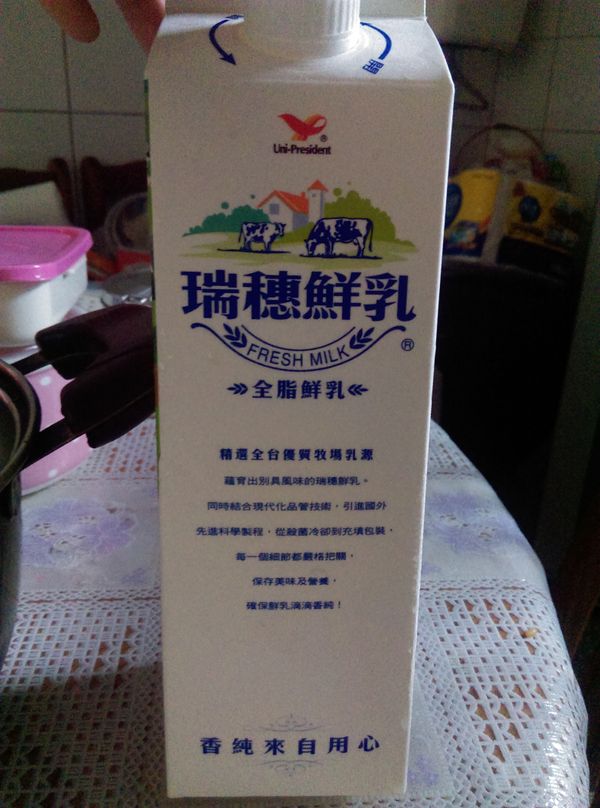 開
Uni-President®
瑞穗鮮乳
FRESH MILK ®
全脂鮮乳
精選全台優質牧場乳源
蘊育出別具風味的瑞穗鮮乳。
同時結合現代化品管技術，引進國外
先進科學製程，從殺菌冷卻到充填包裝，
每一個細節都嚴格把關，
保存美味及營養，
確保鮮乳滴滴香純！
香純來自用心